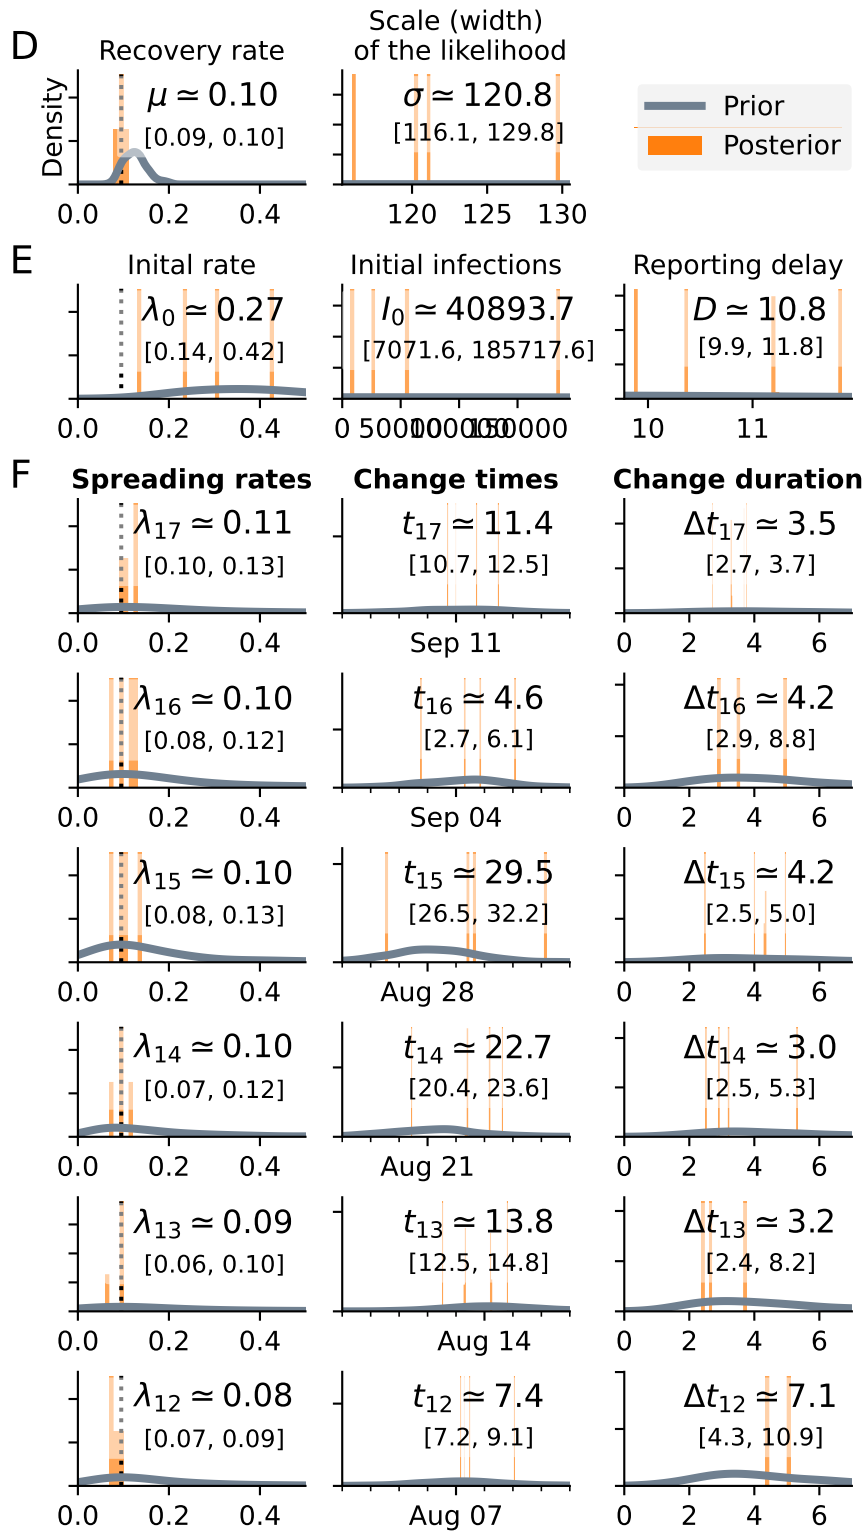 D
Recovery rate
Scale (width)
of the likelihood
Density
μ ≃ 0.10
[0.09, 0.10]
0.0 0.2 0.4
σ ≃ 120.8
[116.1, 129.8]
120 125 130
Prior
Posterior
E
Inital rate
Initial infections
Reporting delay
λ0 ≃ 0.27
[0.14, 0.42]
0.0 0.2 0.4
I0 ≃ 40893.7
[7071.6, 185717.6]
0 50000 100000 150000
D ≃ 10.8
[9.9, 11.8]
10 11
F
Spreading rates
Change times
Change duration
λ17 ≃ 0.11
[0.10, 0.13]
0.0 0.2 0.4
t17 ≃ 11.4
[10.7, 12.5]
Sep 11
Δt17 ≃ 3.5
[2.7, 3.7]
0 2 4 6
λ16 ≃ 0.10
[0.08, 0.12]
0.0 0.2 0.4
t16 ≃ 4.6
[2.7, 6.1]
Sep 04
Δt16 ≃ 4.2
[2.9, 8.8]
0 2 4 6
λ15 ≃ 0.10
[0.08, 0.13]
0.0 0.2 0.4
t15 ≃ 29.5
[26.5, 32.2]
Aug 28
Δt15 ≃ 4.2
[2.5, 5.0]
0 2 4 6
λ14 ≃ 0.10
[0.07, 0.12]
0.0 0.2 0.4
t14 ≃ 22.7
[20.4, 23.6]
Aug 21
Δt14 ≃ 3.0
[2.5, 5.3]
0 2 4 6
λ13 ≃ 0.09
[0.06, 0.10]
0.0 0.2 0.4
t13 ≃ 13.8
[12.5, 14.8]
Aug 14
Δt13 ≃ 3.2
[2.4, 8.2]
0 2 4 6
λ12 ≃ 0.08
[0.07, 0.09]
0.0 0.2 0.4
t12 ≃ 7.4
[7.2, 9.1]
Aug 07
Δt12 ≃ 7.1
[4.3, 10.9]
0 2 4 6